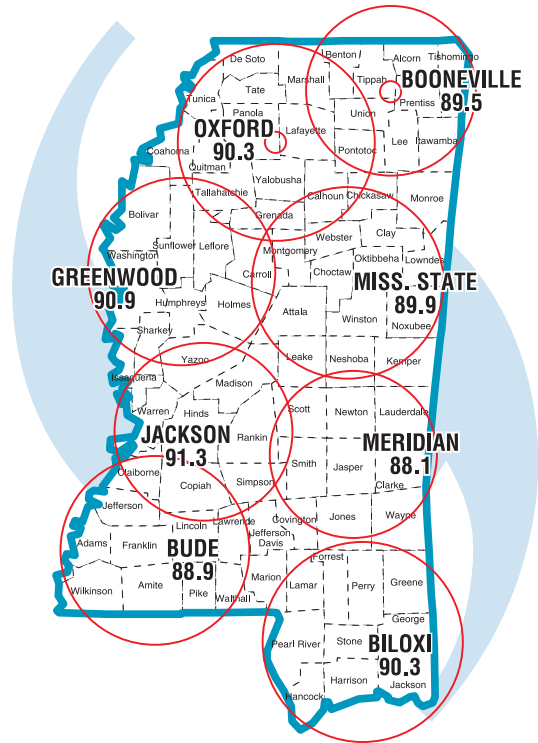 Benton
Alcorn
Tishomingo
De Soto
Marshall
Tippah
BOONEVILLE
89.5
Tate
Tunica
Prentiss
Panola
Union
OXFORD
90.3
Lafayette
Lee
Itawamba
Coahoma
Pontotoc
Quitman
Yalobusha
Tallahatchie
Calhoun
Chickasaw
Monroe
Bolivar
Grenada
Clay
Webster
Sunflower
Leflore
Washington
Montgomery
Oktibbeha
Lowndes
Carroll
Choctaw
GREENWOOD
90.9
MISS. STATE
89.9
Humphreys
Holmes
Attala
Winston
Noxubee
Sharkey
Yazoo
Leake
Neshoba
Kemper
Issaquena
Madison
Warren
Hinds
Scott
Newton
Lauderdale
JACKSON
91.3
Rankin
MERIDIAN
88.1
Smith
Jasper
Clarke
Claiborne
Copiah
Simpson
Jefferson
Lincoln
Lawrence
Covington
Jones
Wayne
Jefferson
Davis
Adams
Franklin
BUDE
88.9
Forrest
Marion
Lamar
Perry
Greene
Wilkinson
Amite
Pike
Walthall
George
Pearl River
Stone
BILOXI
90.3
Harrison
Jackson
Hancock